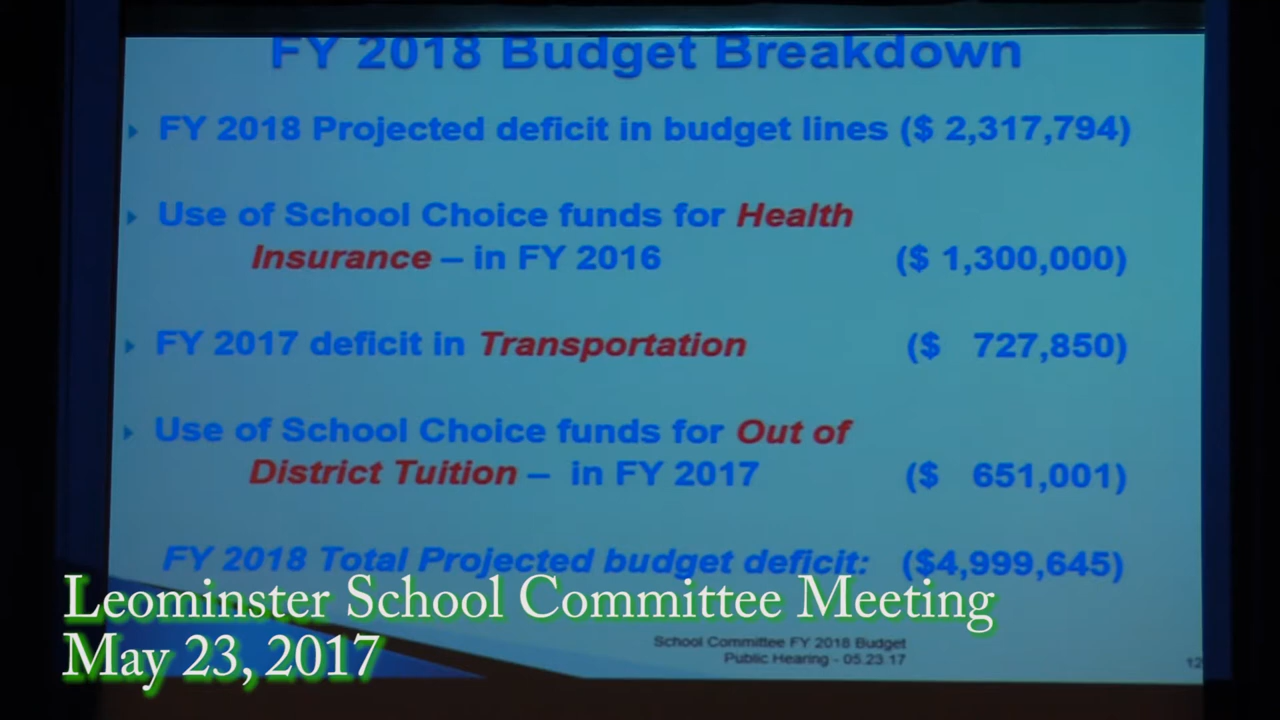 FY 2018 Budget Breakdown
FY 2018 Projected deficit in budget lines ($ 2,317,794)
Use of School Choice funds for Health
Insurance – in FY 2016 ($ 1,300,000)
FY 2017 deficit in Transportation ($ 727,850)
Use of School Choice funds for Out of
District Tuition – in FY 2017 ($ 651,001)
FY 2018 Total Projected budget deficit: ($4,999,645)
Leominster School Committee Meeting
May 23, 2017
School Committee FY 2018 Budget
Public Hearing - 05.23.17
12